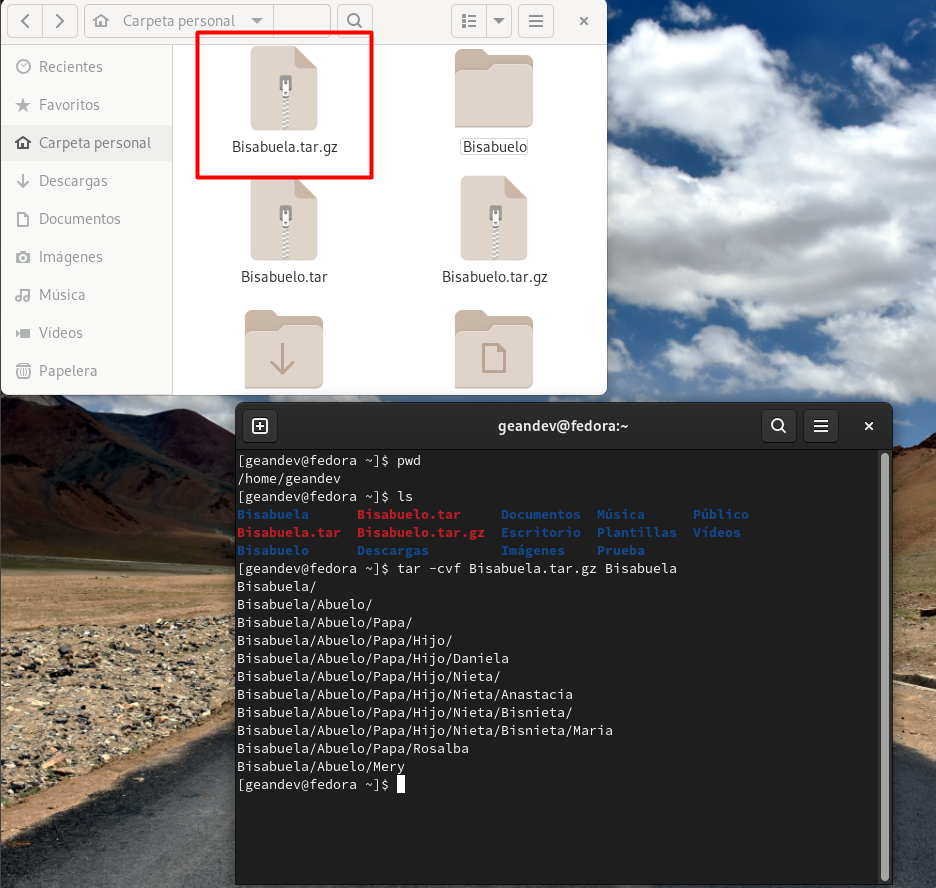 Carpeta personal
Recientes
Favoritos
Carpeta personal
Descargas
Documentos
Imágenes
Música
Vídeos
Papelera
Bisabuela.tar.gz
Bisabuelo
Bisabuelo.tar
Bisabuelo.tar.gz
geandev@fedora:~
[geandev@fedora ~]$ pwd
/home/geandev
[geandev@fedora ~]$ ls
Bisabuela Bisabuelo.tar Documentos Música Público
Bisabuela.tar Bisabuelo.tar.gz Escritorio Plantillas Vídeos
Bisabuelo Descargas Imágenes Prueba
[geandev@fedora ~]$ tar -cvf Bisabuela.tar.gz Bisabuela
Bisabuela/
Bisabuela/Abuelo/
Bisabuela/Abuelo/Papa/
Bisabuela/Abuelo/Papa/Hijo/
Bisabuela/Abuelo/Papa/Hijo/Daniela
Bisabuela/Abuelo/Papa/Hijo/Nieta/
Bisabuela/Abuelo/Papa/Hijo/Nieta/Anastacia
Bisabuela/Abuelo/Papa/Hijo/Nieta/Bisnieta/
Bisabuela/Abuelo/Papa/Hijo/Nieta/Bisnieta/Maria
Bisabuela/Abuelo/Papa/Rosalba
Bisabuela/Abuelo/Mery
[geandev@fedora ~]$